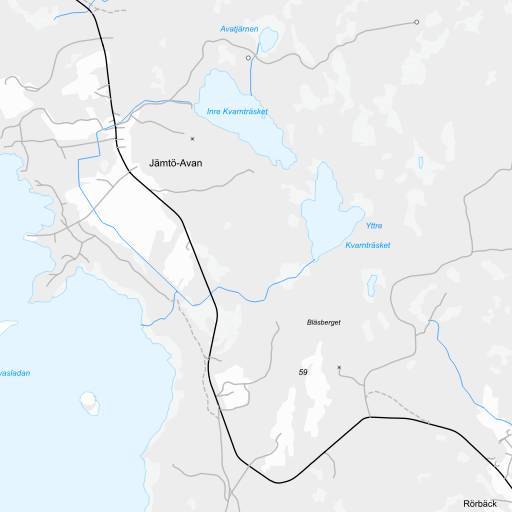 Avatjärnen
Inre Kvarnträsket
Jämtö-Avan
Yttre
Kvarnträsket
Blåsberget
59
vasladan
Rörbäck